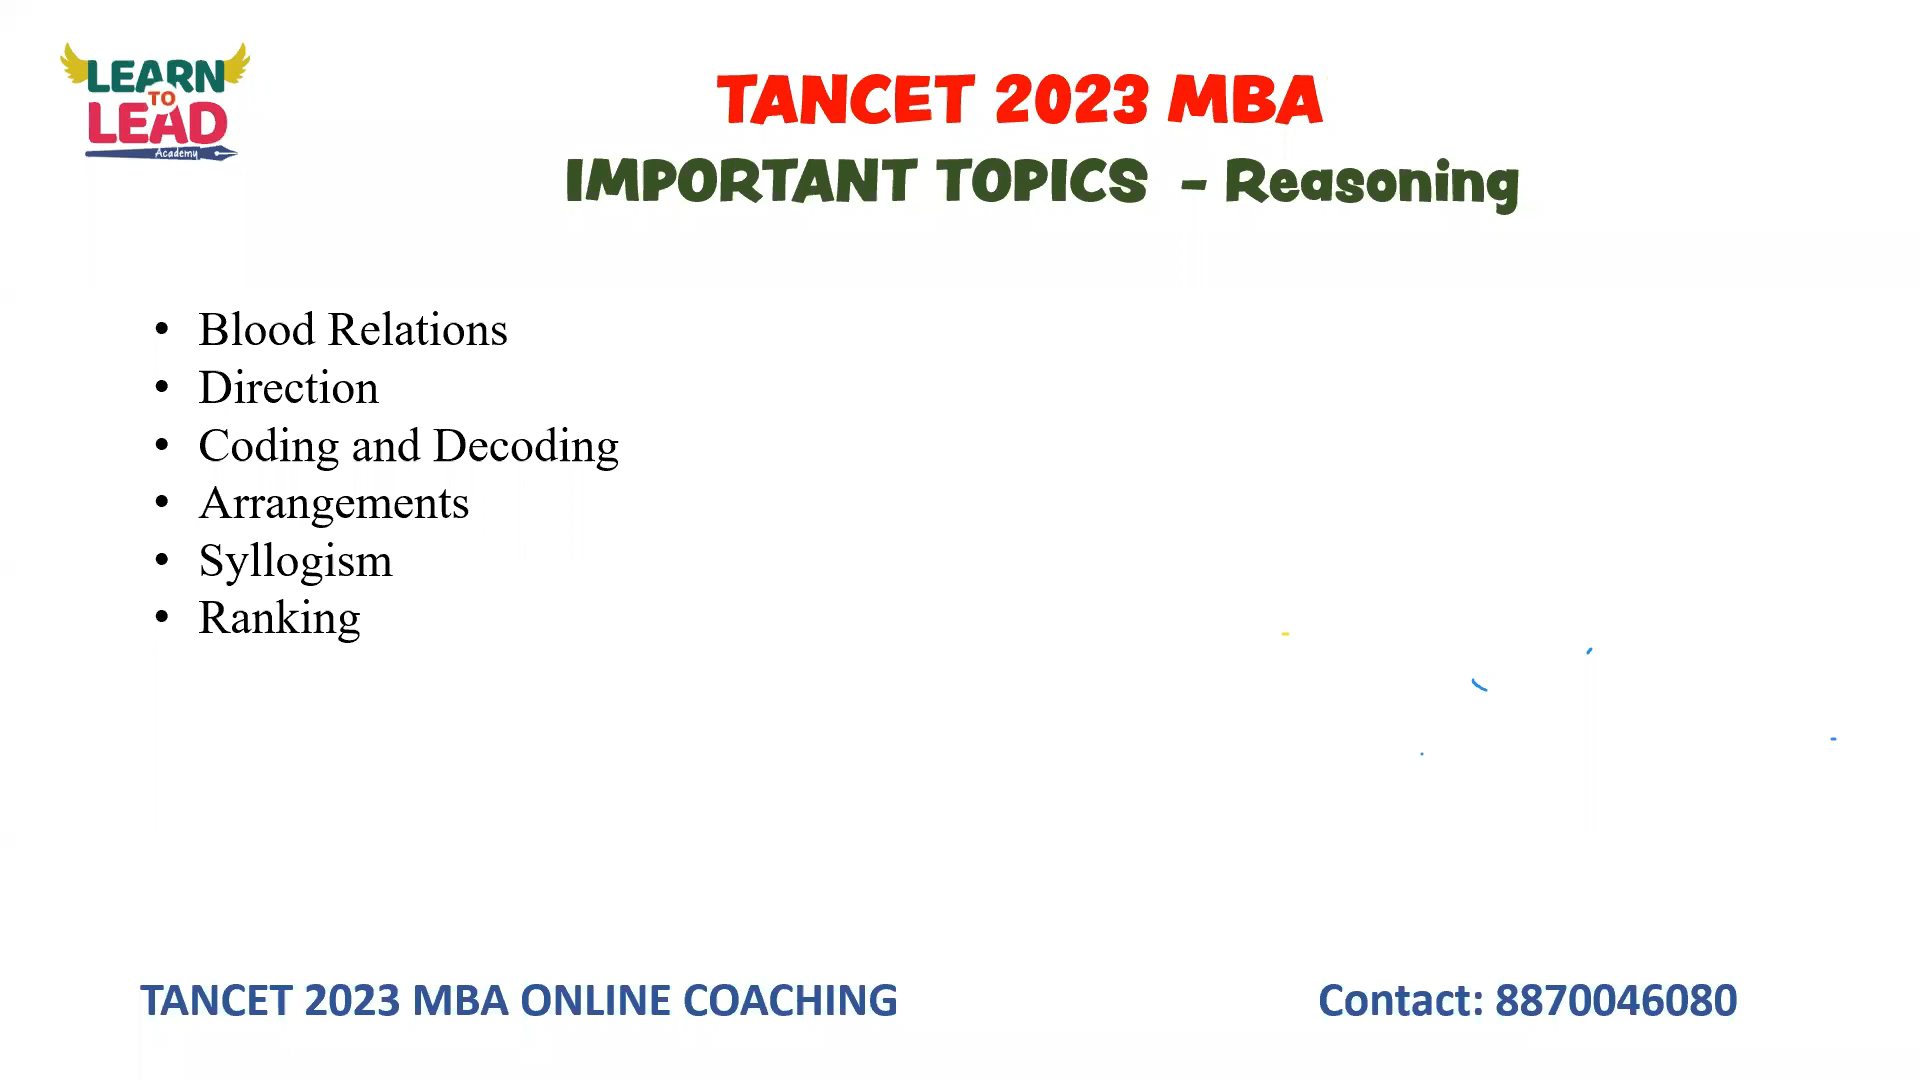 LEARN
TO
LEAD
Academy
TANCET 2023 MBA
IMPORTANT TOPICS - Reasoning
• Blood Relations
• Direction
• Coding and Decoding
• Arrangements
• Syllogism
• Ranking
TANCET 2023 MBA ONLINE COACHING
Contact: 8870046080